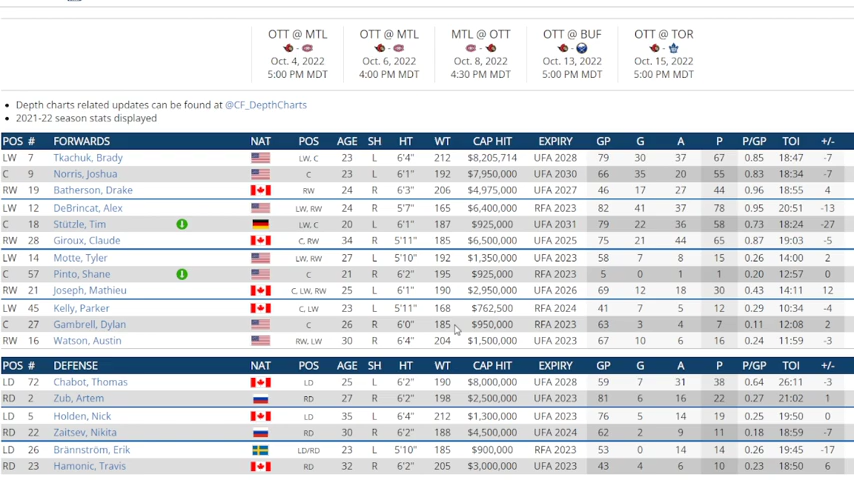 OTT @ MTL OTT @ MTL MTL @ OTT OTT @ BUF OTT @ TOR
- - - - -
Oct. 4, 2022 Oct. 6, 2022 Oct. 8, 2022 Oct. 13, 2022 Oct. 15, 2022
5:00 PM MDT 4:00 PM MDT 4:30 PM MDT 5:00 PM MDT 5:00 PM MDT
• Depth charts related updates can be found at @CF_DepthCharts
• 2021-22 season stats displayed
POS # FORWARDS NAT POS AGE SH HT WT CAP HIT EXPIRY GP G A P P/GP TOI +/-
LW 7 Tkachuk, Brady LW, C 23 L 6'4" 212 $8,205,714 UFA 2028 79 30 37 67 0.85 18:47 -7
C 9 Norris, Joshua C 23 L 6'1" 192 $7,950,000 UFA 2030 66 35 20 55 0.83 18:34 -7
RW 19 Batherson, Drake RW 24 R 6'3" 206 $4,975,000 UFA 2027 46 17 27 44 0.96 18:55 4
LW 12 DeBrincat, Alex LW, RW 24 R 5'7" 165 $6,400,000 RFA 2023 82 41 37 78 0.95 20:51 -13
C 18 Stützle, Tim LW, C 20 L 6'1" 187 $925,000 UFA 2031 79 22 36 58 0.73 18:24 -27
RW 28 Giroux, Claude C, RW 34 R 5'11" 185 $6,500,000 UFA 2025 75 21 44 65 0.87 19:03 -5
LW 14 Motte, Tyler LW, RW 27 L 5'10" 192 $1,350,000 UFA 2023 58 7 8 15 0.26 14:00 2
C 57 Pinto, Shane C 21 R 6'2" 195 $925,000 RFA 2023 5 0 1 1 0.20 12:57 0
RW 21 Joseph, Mathieu C, LW, RW 25 L 6'1" 190 $2,950,000 UFA 2026 69 12 18 30 0.43 14:11 12
LW 45 Kelly, Parker C, LW 23 L 5'11" 168 $762,500 RFA 2024 41 7 5 12 0.29 10:34 -4
C 27 Gambrell, Dylan C 26 R 6'0" 185 $950,000 RFA 2023 63 3 4 7 0.11 12:08 2
RW 16 Watson, Austin RW, LW 30 R 6'4" 204 $1,500,000 UFA 2023 67 10 6 16 0.24 11:59 -3
POS # DEFENSE NAT POS AGE SH HT WT CAP HIT EXPIRY GP G A P P/GP TOI +/-
LD 72 Chabot, Thomas LD 25 L 6'2" 190 $8,000,000 UFA 2028 59 7 31 38 0.64 26:11 -3
RD 2 Zub, Artem RD 27 R 6'2" 198 $2,500,000 UFA 2023 81 6 16 22 0.27 21:02 1
LD 5 Holden, Nick LD 35 L 6'4" 212 $1,300,000 UFA 2023 76 5 14 19 0.25 19:50 0
RD 22 Zaitsev, Nikita RD 30 R 6'2" 188 $4,500,000 UFA 2024 62 2 9 11 0.18 18:59 -7
LD 26 Brännström, Erik LD/RD 23 L 5'10" 185 $900,000 RFA 2023 53 0 14 14 0.26 19:45 -17
RD 23 Hamonic, Travis RD 32 R 6'2" 205 $3,000,000 UFA 2023 43 4 6 10 0.23 18:50 6